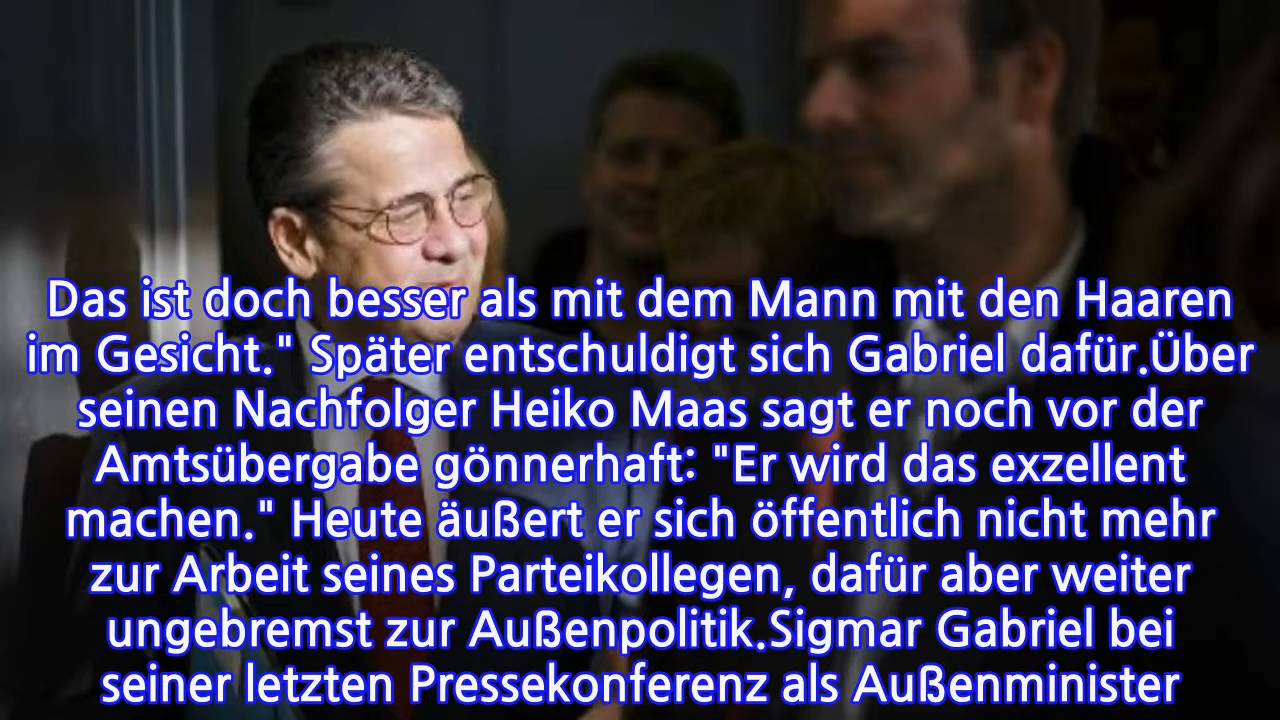 Das ist doch besser als mit dem Mann mit den Haaren
im Gesicht." Später entschuldigt sich Gabriel dafür.Über
seinen Nachfolger Heiko Maas sagt er noch vor der
Amtsübergabe gönnerhaft: "Er wird das exzellent
machen." Heute äußert er sich öffentlich nicht mehr
zur Arbeit seines Parteikollegen, dafür aber weiter
ungebremst zur Außenpolitik.Sigmar Gabriel bei
seiner letzten Pressekonferenz als Außenminister